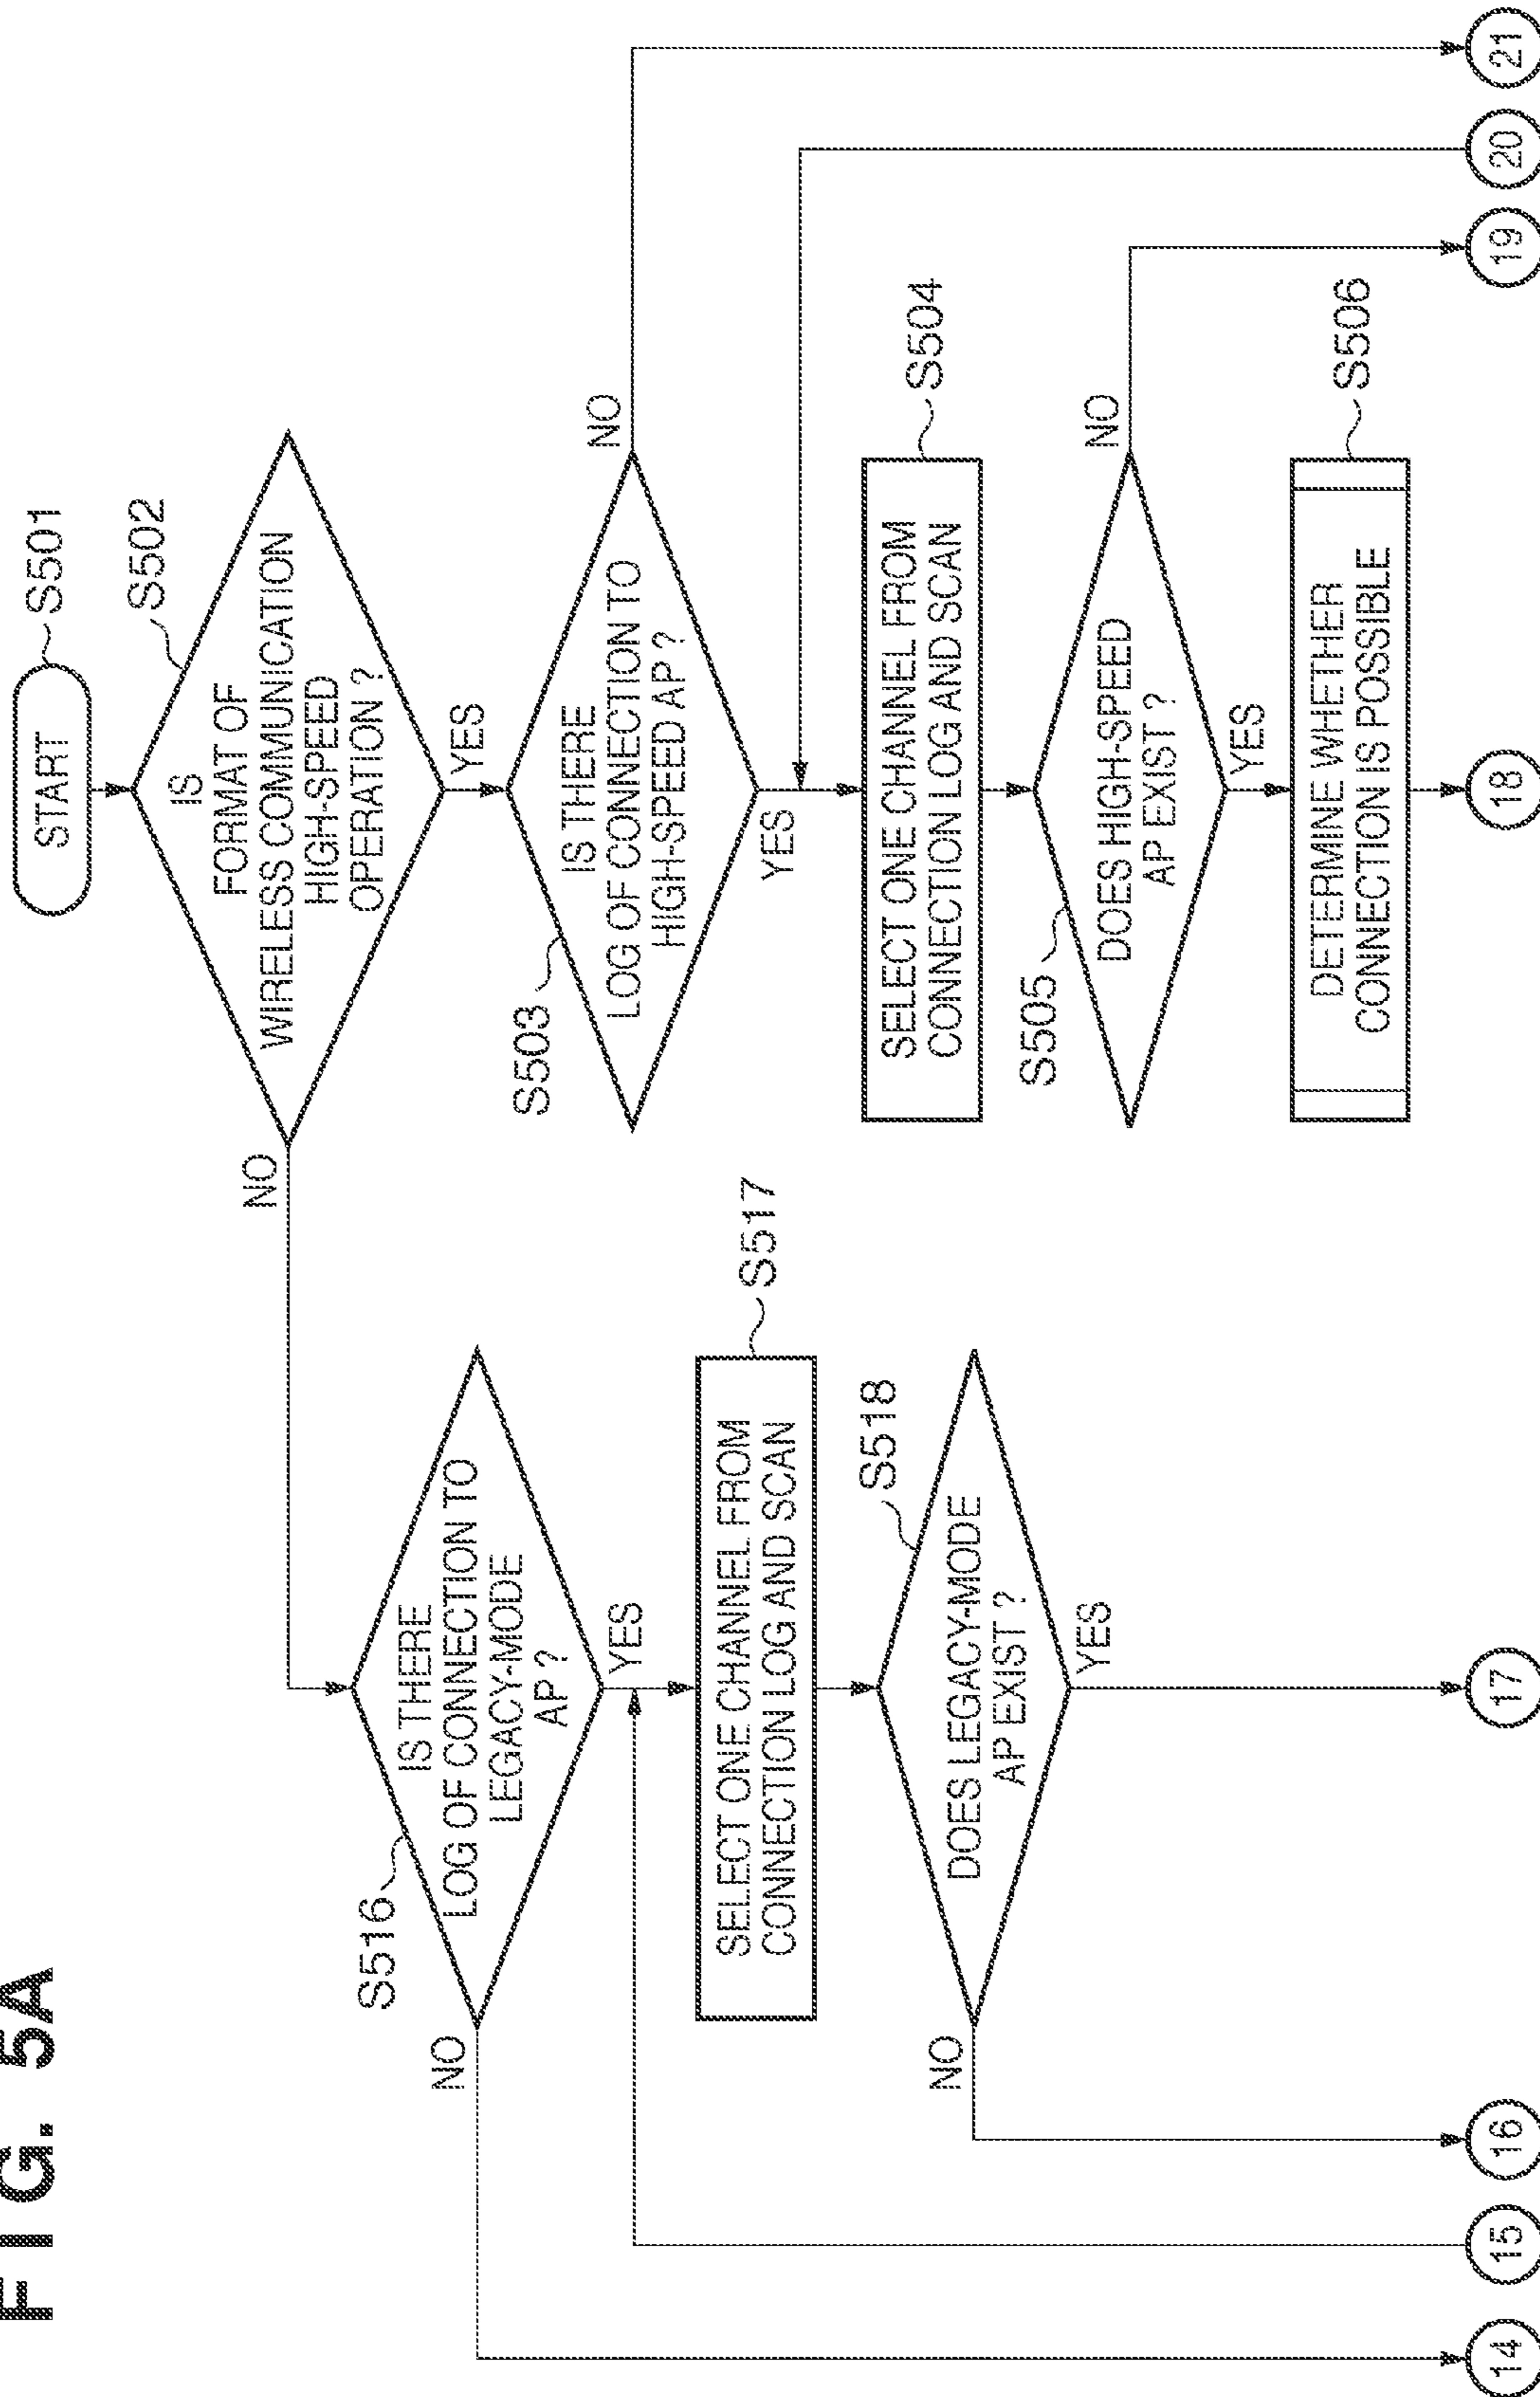 FIG. 5A
START
S501
IS
FORMAT OF
WIRELESS COMMUNICATION
HIGH-SPEED
OPERATION ?
S502
NO
YES
IS THERE
LOG OF CONNECTION TO
HIGH-SPEED AP ?
S503
NO
YES
SELECT ONE CHANNEL FROM
CONNECTION LOG AND SCAN
S504
DOES HIGH-SPEED
AP EXIST ?
S505
NO
YES
DETERMINE WHETHER
CONNECTION IS POSSIBLE
S506
IS THERE
LOG OF CONNECTION TO
LEGACY-MODE
AP ?
S516
NO
YES
SELECT ONE CHANNEL FROM
CONNECTION LOG AND SCAN
S517
DOES LEGACY-MODE
AP EXIST ?
S518
NO
YES
14
15
16
17
18
19
20
21